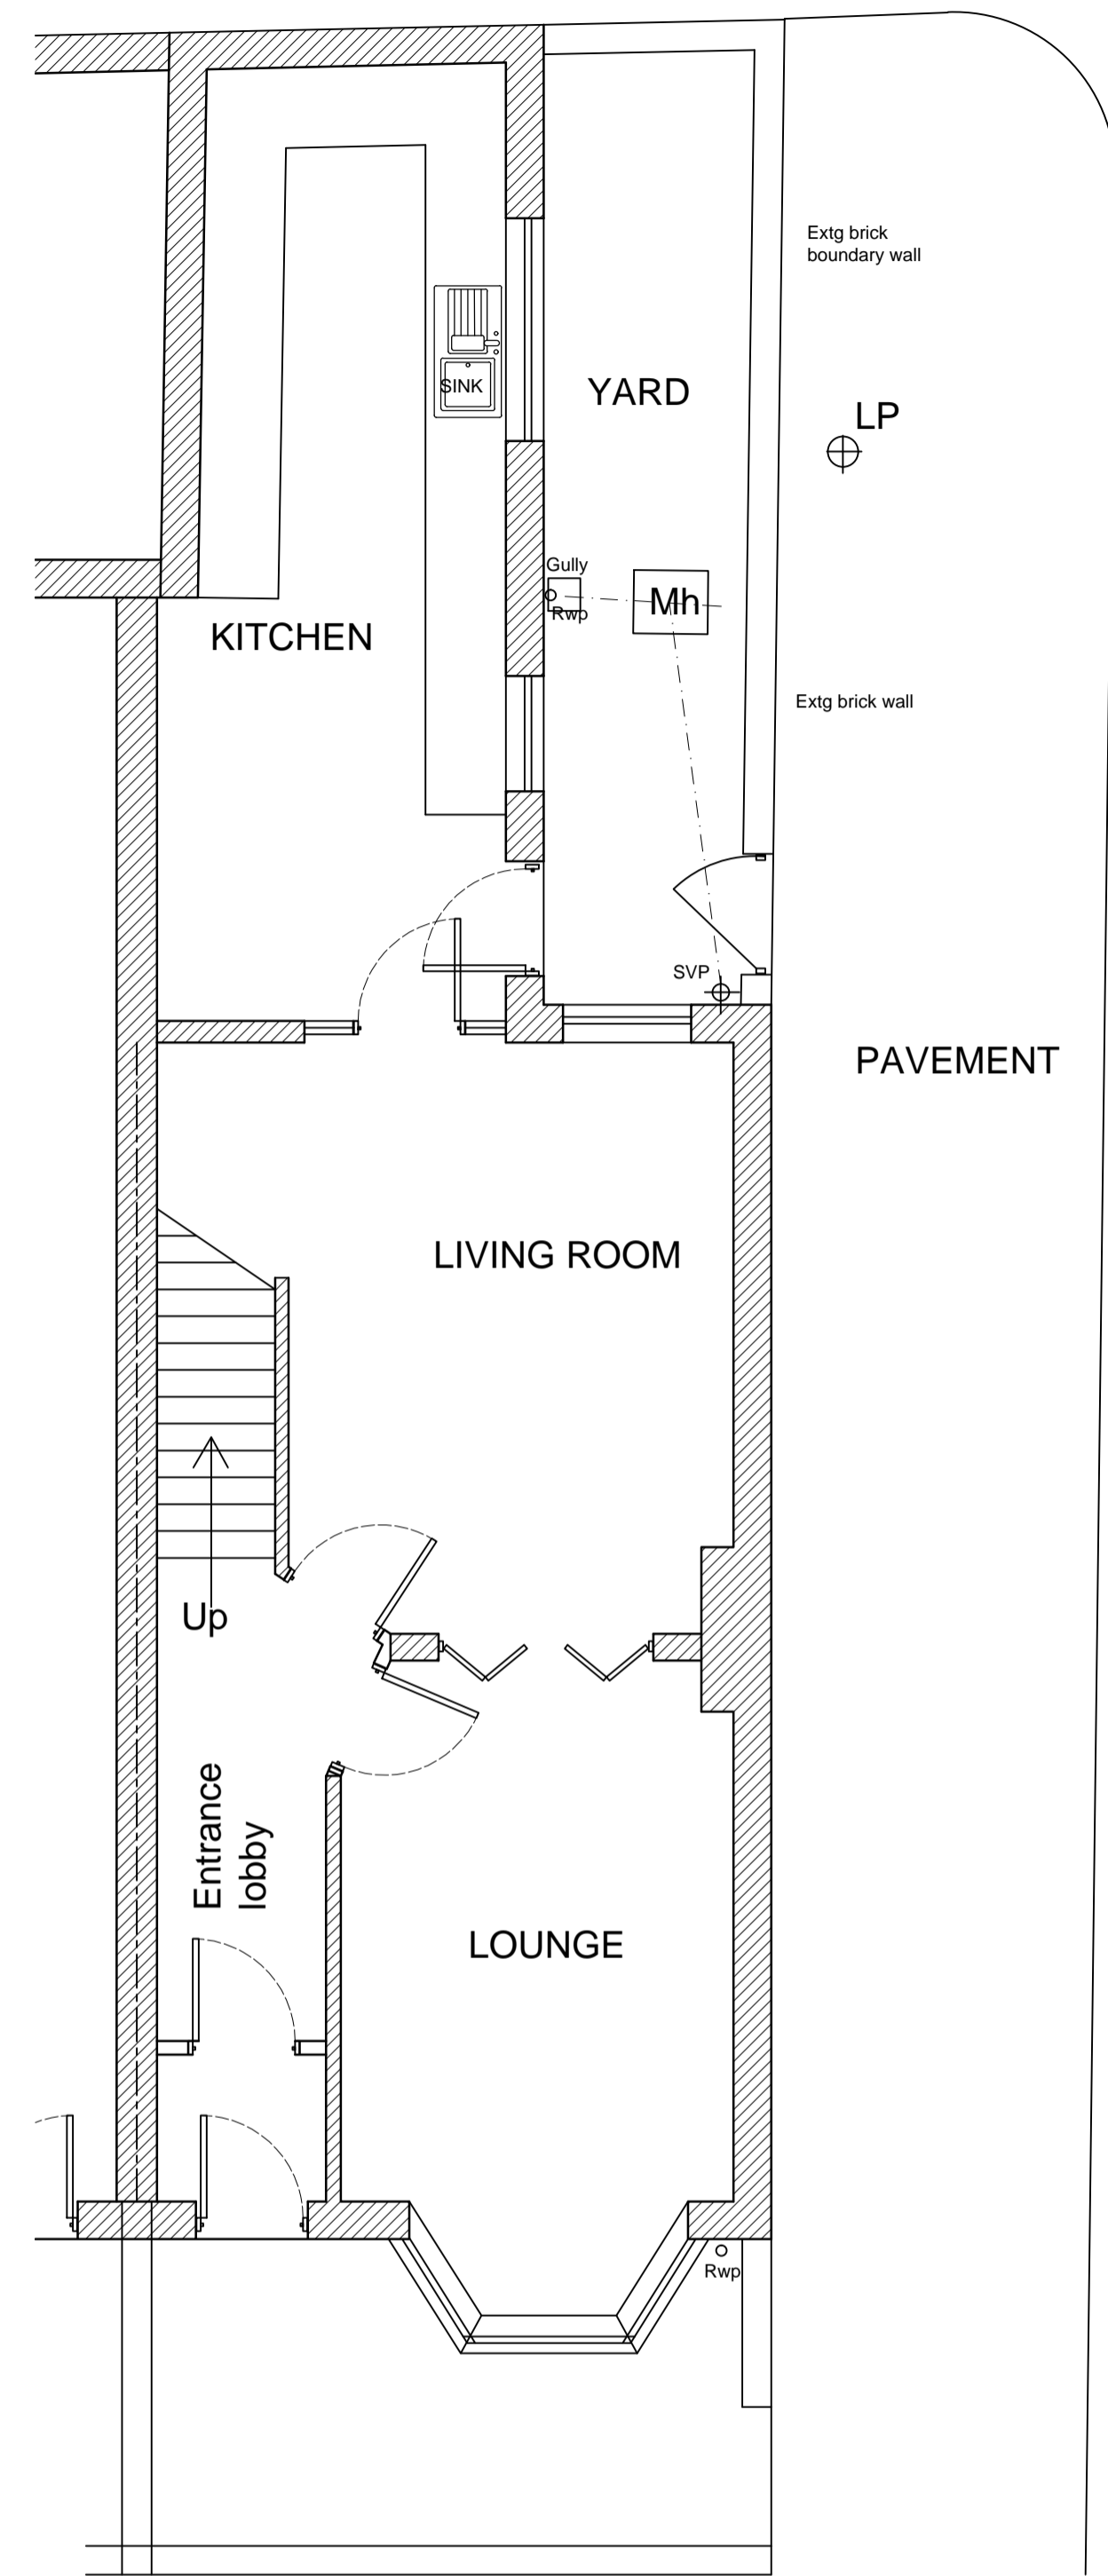 Extg brick
boundary wall
YARD
LP
SINK
Gully
Mh
Rwp
KITCHEN
Extg brick wall
SVP
PAVEMENT
LIVING ROOM
Up
Entrance
lobby
LOUNGE
Rwp